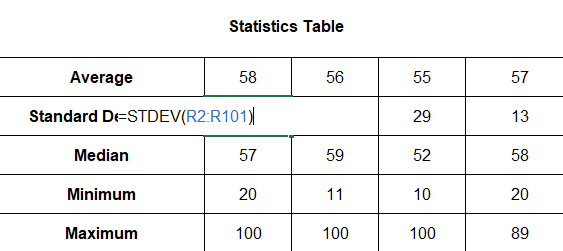 Statistics Table
Average 58 56 55 57
Standard De=STDEV(R2:R101) 29 13
Median 57 59 52 58
Minimum 20 11 10 20
Maximum 100 100 100 89